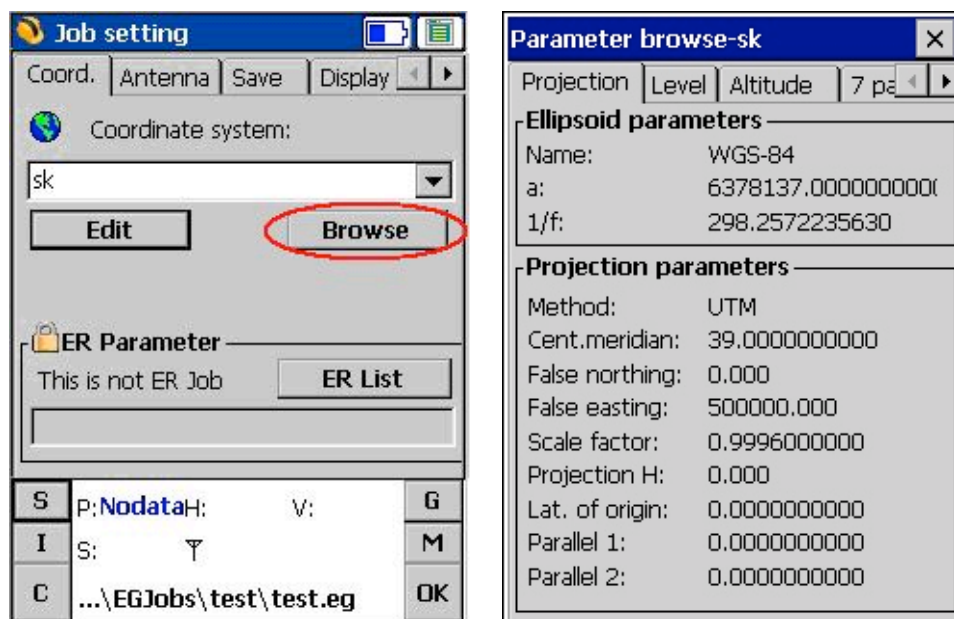 Job setting
Coord. Antenna Save Display
Coordinate system:
sk
Edit Browse
ER Parameter
This is not ER Job ER List
S P:NodataH: V: G
I S: M
C ...\EGJobs\test\test.eg OK
Parameter browse-sk
Projection Level Altitude 7 pa
Ellipsoid parameters
Name: WGS-84
a: 6378137.000000000(
1/f: 298.2572235630
Projection parameters
Method: UTM
Cent.meridian: 39.0000000000
False northing: 0.000
False easting: 500000.000
Scale factor: 0.9996000000
Projection H: 0.000
Lat. of origin: 0.0000000000
Parallel 1: 0.0000000000
Parallel 2: 0.0000000000